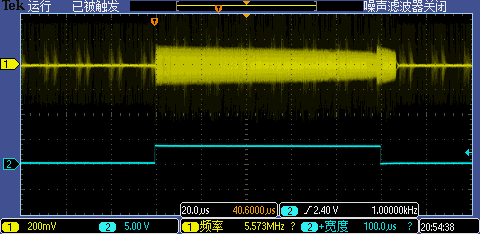 Tek 运行 已被触发 噪声滤波器关闭
T
1
2
20.0µs 40.6000µs 2 2.40 V 1.00000kHz
1 200mV 2 5.00 V 1 频率 5.573MHz ? 2 +宽度 100.0µs ? 20:54:38